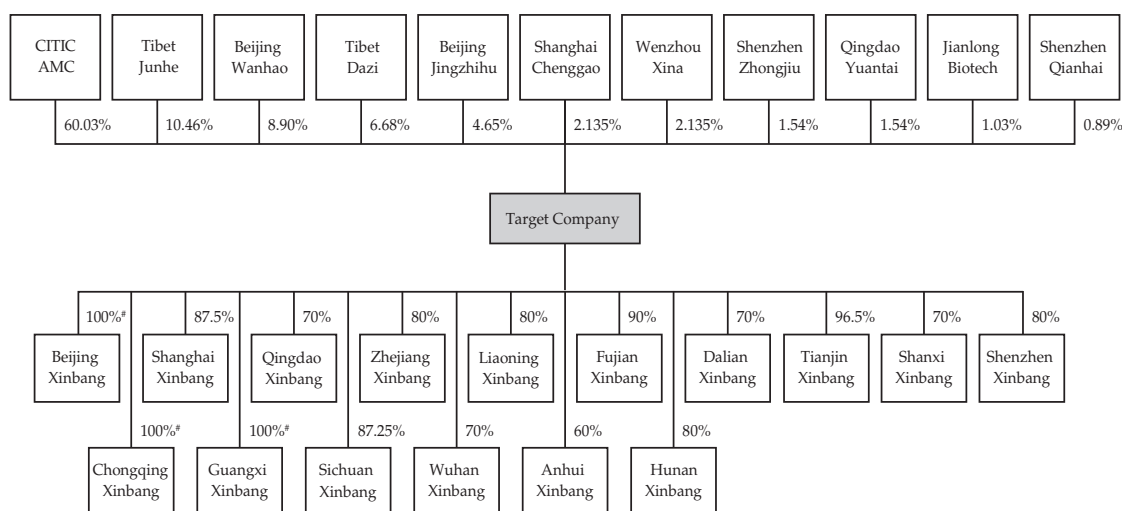 CITIC
AMC
Tibet
Junhe
Beijing
Wanhao
Tibet
Dazi
Beijing
Jingzhihu
Shanghai
Chenggao
Wenzhou
Xina
Shenzhen
Zhongjiu
Qingdao
Yuantai
Jianlong
Biotech
Shenzhen
Qianhai
60.03%
10.46%
8.90%
6.68%
4.65%
2.135%
2.135%
1.54%
1.54%
1.03%
0.89%
Target Company
100%#
87.5%
70%
80%
80%
90%
70%
96.5%
70%
80%
Beijing
Xinbang
Shanghai
Xinbang
Qingdao
Xinbang
Zhejiang
Xinbang
Liaoning
Xinbang
Fujian
Xinbang
Dalian
Xinbang
Tianjin
Xinbang
Shanxi
Xinbang
Shenzhen
Xinbang
100%#
100%#
87.25%
70%
60%
80%
Chongqing
Xinbang
Guangxi
Xinbang
Sichuan
Xinbang
Wuhan
Xinbang
Anhui
Xinbang
Hunan
Xinbang